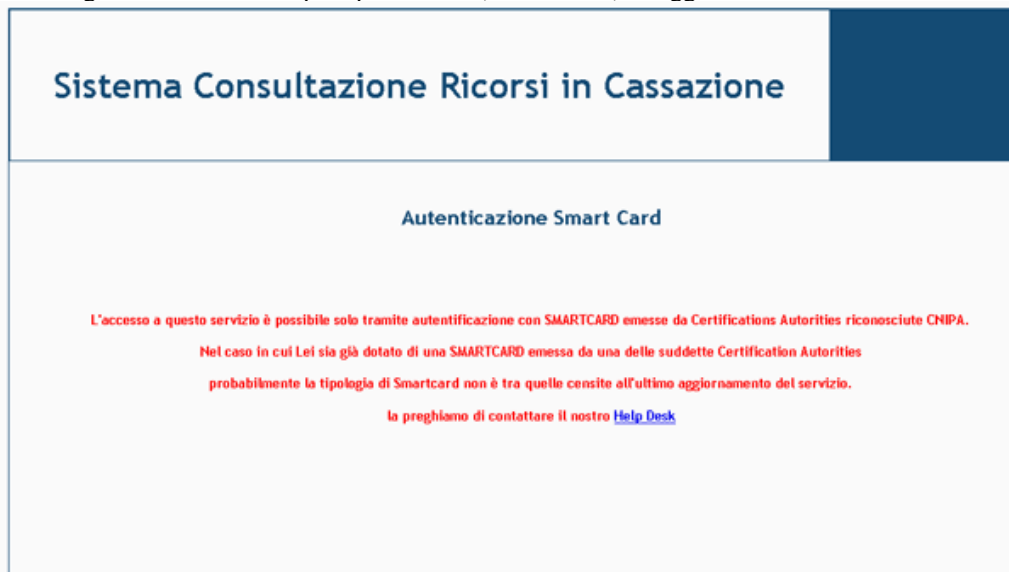 Sistema Consultazione Ricorsi in Cassazione
Autenticazione Smart Card
L'accesso a questo servizio è possibile solo tramite autentificazione con SMARTCARD emesse da Certifications Autorities riconosciute CNIPA.
Nel caso in cui Lei sia già dotato di una SMARTCARD emessa da una delle suddette Certification Autorities
probabilmente la tipologia di Smartcard non è tra quelle censite all'ultimo aggiornamento del servizio.
la preghiamo di contattare il nostro Help Desk